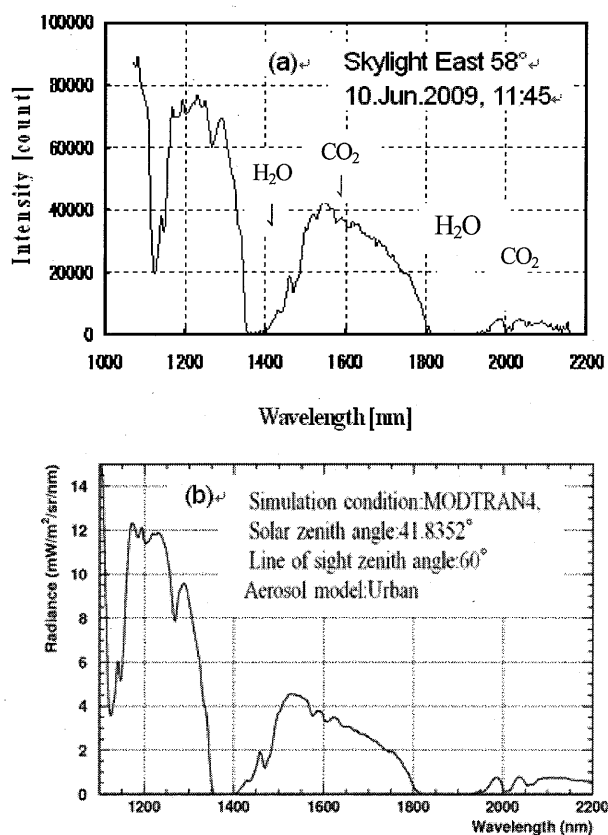 100000
(a)↵ Skylight East 58°↵
80000
10.Jun.2009, 11:45↵
60000
H₂O
CO₂
40000
H₂O
20000
CO₂
0
Intensity [count]
1000 1200 1400 1600 1800 2000 2200
Wavelength [nm]
14
(b)↵ Simulation condition:MODTRAN4.
12
Solar zenith angle:41.8352°
10
Line of sight zenith angle:60°
Aerosol model:Urban
8
6
4
2
0
Radiance (mW/m²/sr/nm)
1200 1400 1600 1800 2000 2200
Wavelength (nm)